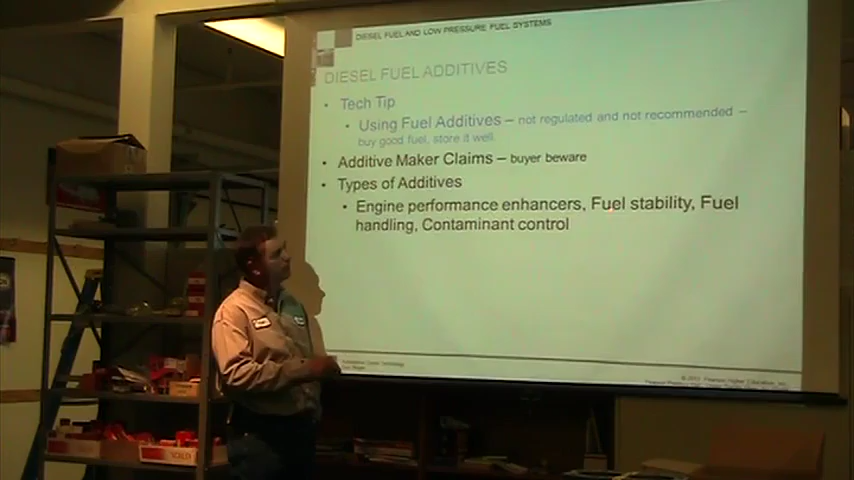 DIESEL FUEL AND LOW PRESSURE FUEL SYSTEMS
DIESEL FUEL ADDITIVES
• Tech Tip
• Using Fuel Additives – not regulated and not recommended –
buy good fuel, store it well.
• Additive Maker Claims – buyer beware
• Types of Additives
• Engine performance enhancers, Fuel stability, Fuel
handling, Contaminant control